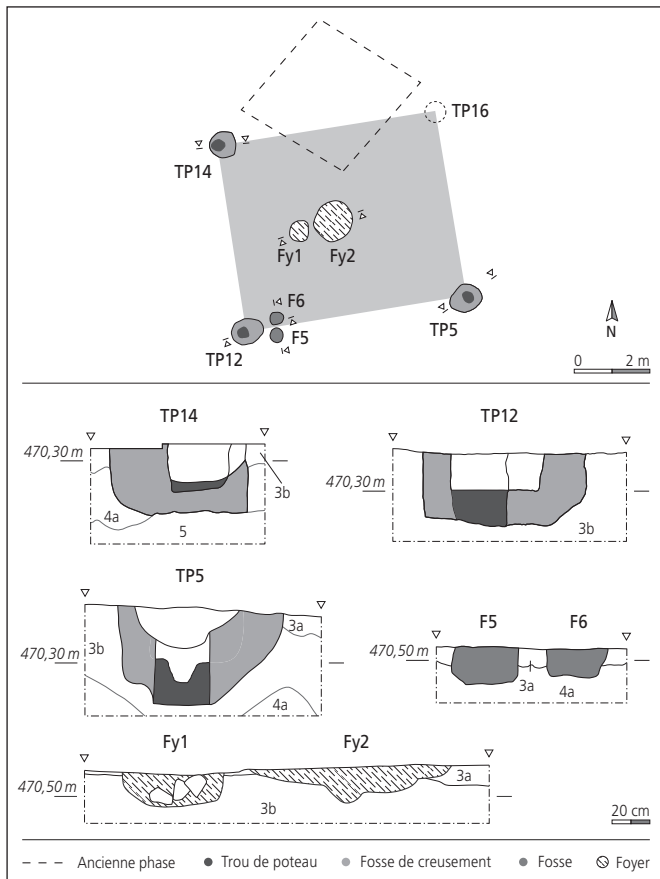 TP16
TP14
Fy1
Fy2
F6
F5
TP12
TP5
N
0 2 m
TP14
TP12
470,30 m
3b
4a
5
470,30 m
3b
TP5
3a
3b
470,30 m
4a
F5
F6
470,50 m
3a
4a
Fy1
Fy2
470,50 m
3a
3b
20 cm
Ancienne phase
Trou de poteau
Fosse de creusement
Fosse
Foyer